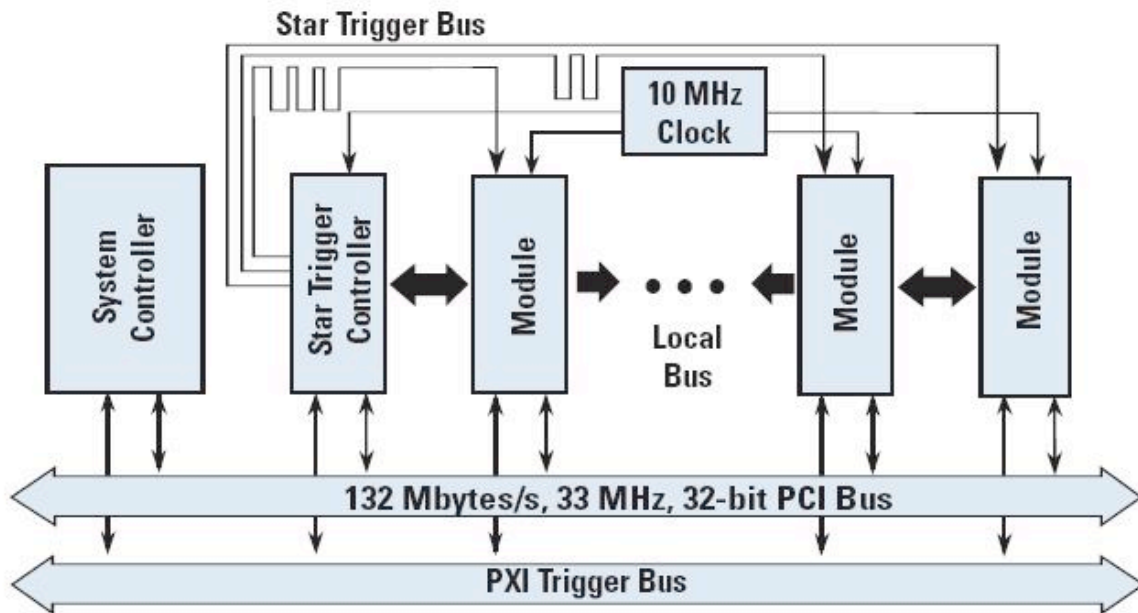 Star Trigger Bus
10 MHz
Clock
System
Controller
Star Trigger
Controller
Module
Local
Bus
Module
Module
132 Mbytes/s, 33 MHz, 32-bit PCI Bus
PXI Trigger Bus